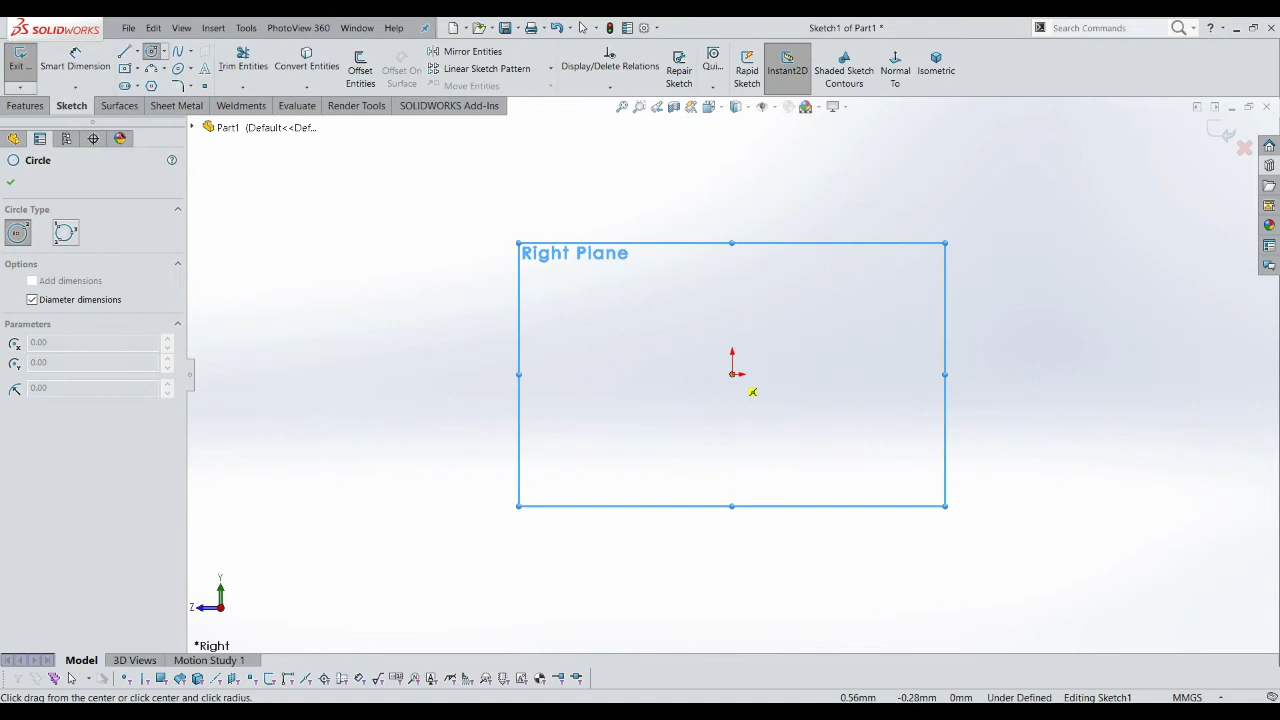 SOLIDWORKS
File Edit View Insert Tools PhotoView 360 Window Help
Sketch1 of Part1 *
Search Commands
?
Exit ...
Smart Dimension
Trim Entities
Convert Entities
Offset Entities
Offset On Surface
Mirror Entities
Linear Sketch Pattern
Move Entities
Display/Delete Relations
Repair Sketch
Qui...
Rapid Sketch
Instant2D
Shaded Sketch Contours
Normal To
Isometric
Features Sketch Surfaces Sheet Metal Weldments Evaluate Render Tools SOLIDWORKS Add-Ins
Part1 (Default<<Def...
Circle
?
Circle Type
Options
Add dimensions
Diameter dimensions
Parameters
0.00
0.00
0.00
Right Plane
Y
Z
*Right
Model 3D Views Motion Study 1
Click drag from the center or click center and click radius.
0.56mm -0.28mm 0mm Under Defined Editing Sketch1 MMGS